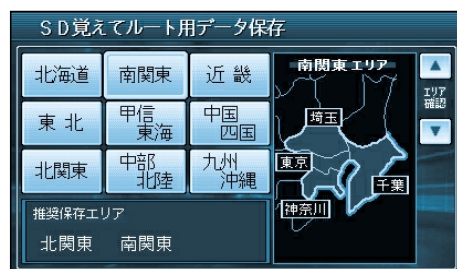 SD覚えてルート用データ保存
北海道
南関東
近畿
東北
甲信
東海
中国
四国
北関東
中部
北陸
九州
沖縄
推奨保存エリア
北関東 南関東
南関東エリア
埼玉
東京
千葉
神奈川
エリア
確認